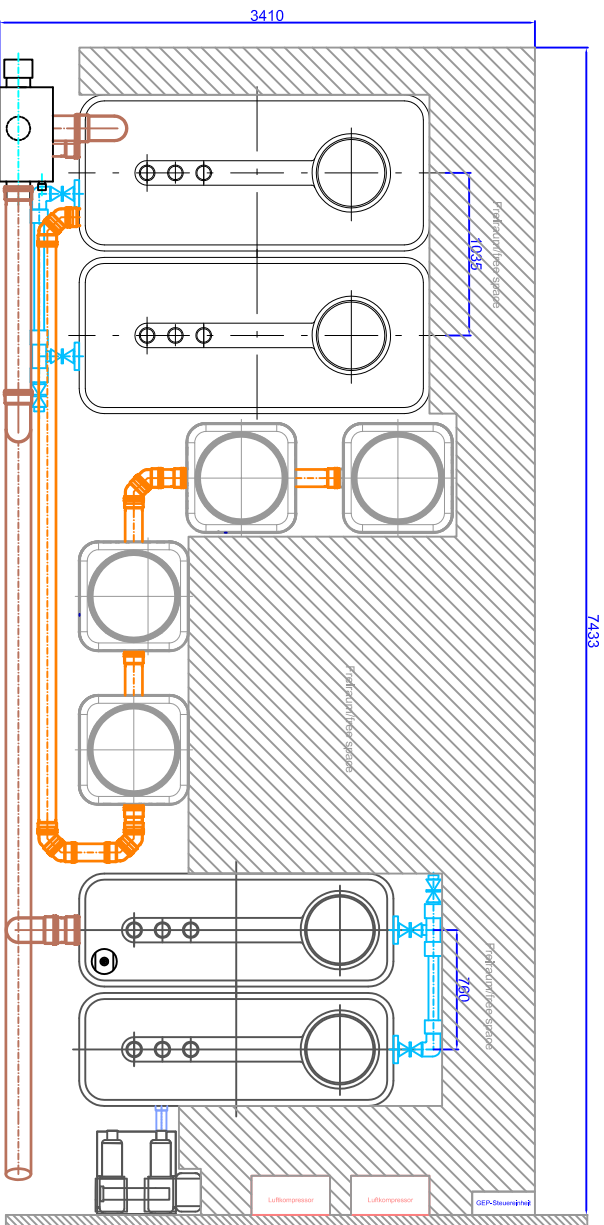 3410
Freiraum/free space
1035
7433
Freiraum/free space
Freiraum/free space
760
Luftkompressor
Luftkompressor
GEP-Steuereinheit